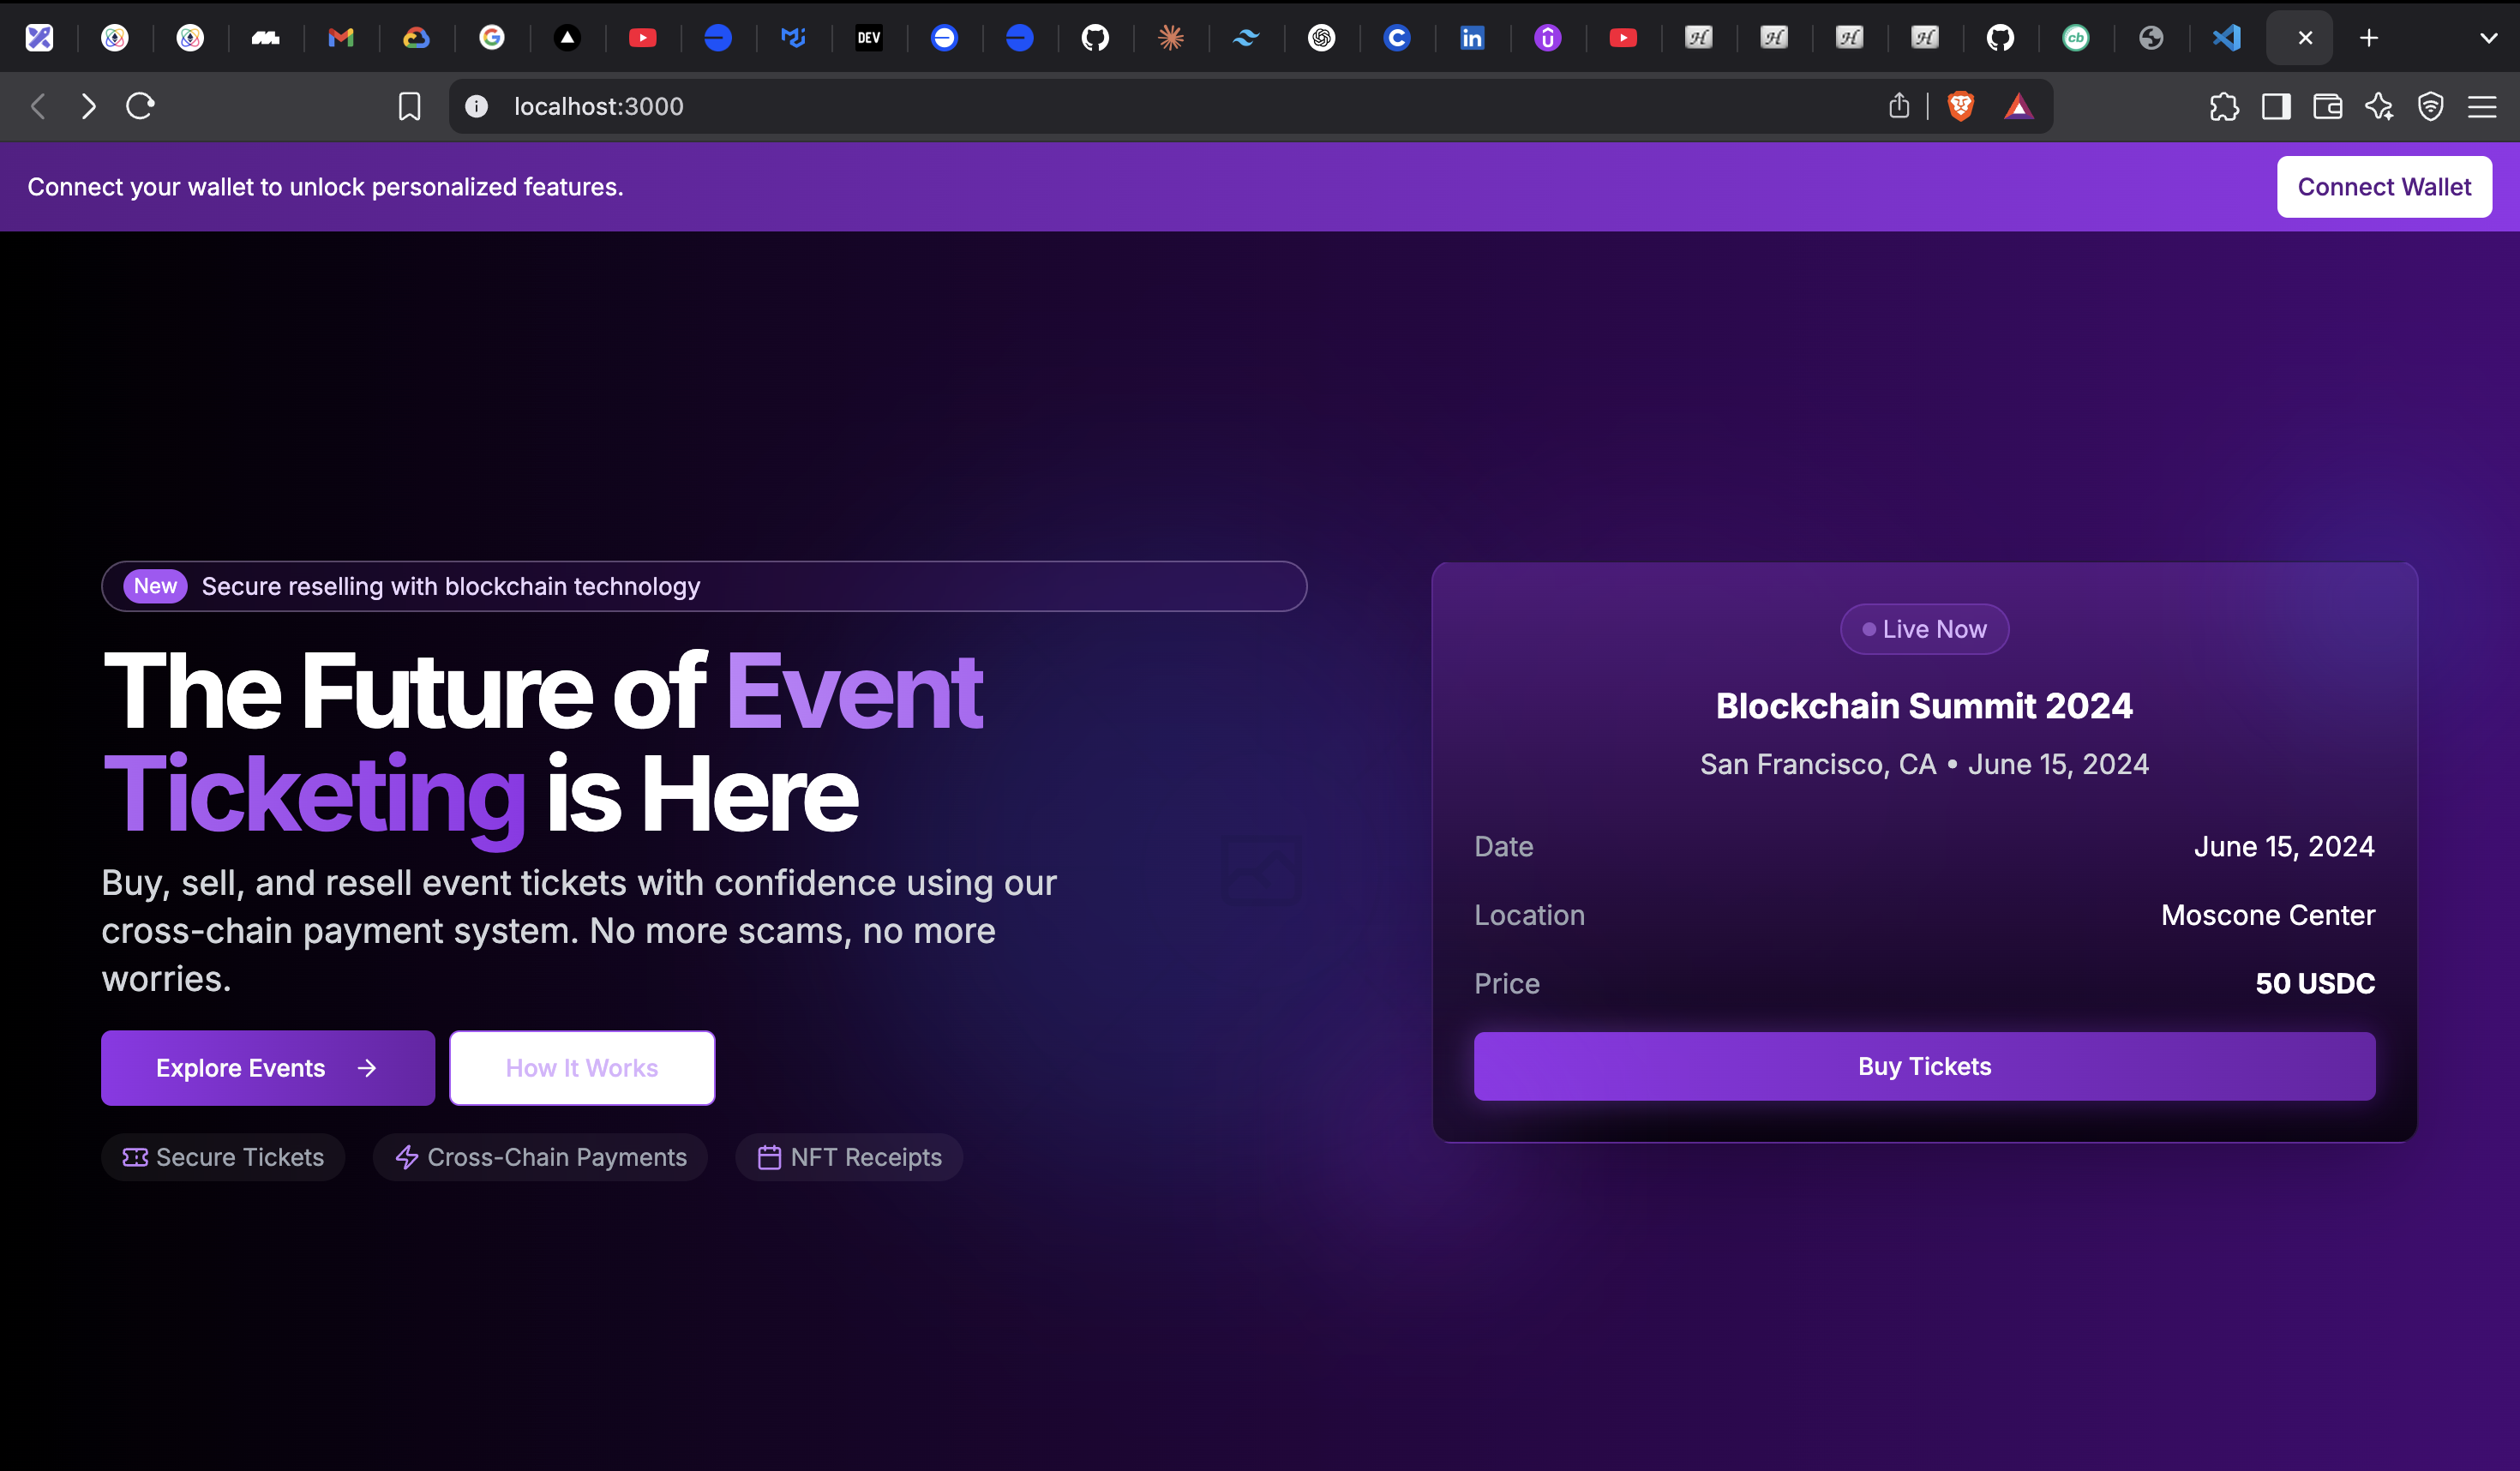 DEV
cb
localhost:3000
Connect your wallet to unlock personalized features.
Connect Wallet
New Secure reselling with blockchain technology
The Future of Event
Ticketing is Here
Buy, sell, and resell event tickets with confidence using our
cross-chain payment system. No more scams, no more
worries.
Explore Events
How It Works
Secure Tickets
Cross-Chain Payments
NFT Receipts
Live Now
Blockchain Summit 2024
San Francisco, CA • June 15, 2024
Date June 15, 2024
Location Moscone Center
Price 50 USDC
Buy Tickets